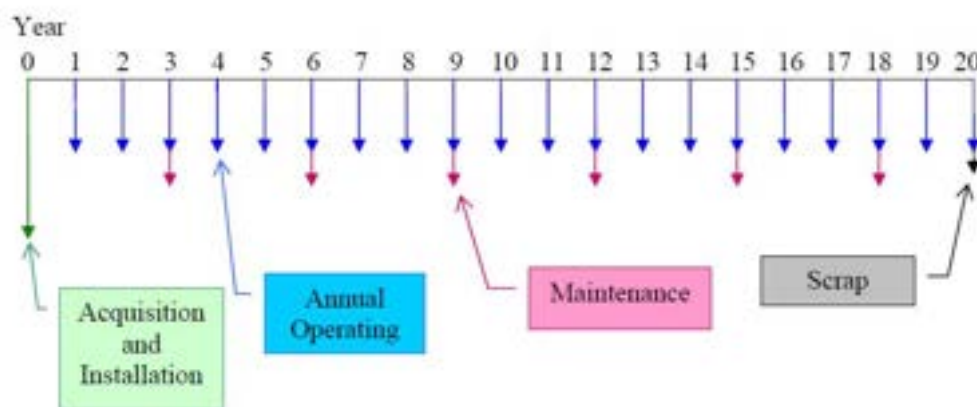 Year
0 1 2 3 4 5 6 7 8 9 10 11 12 13 14 15 16 17 18 19 20
Acquisition
and
Installation
Annual
Operating
Maintenance
Scrap